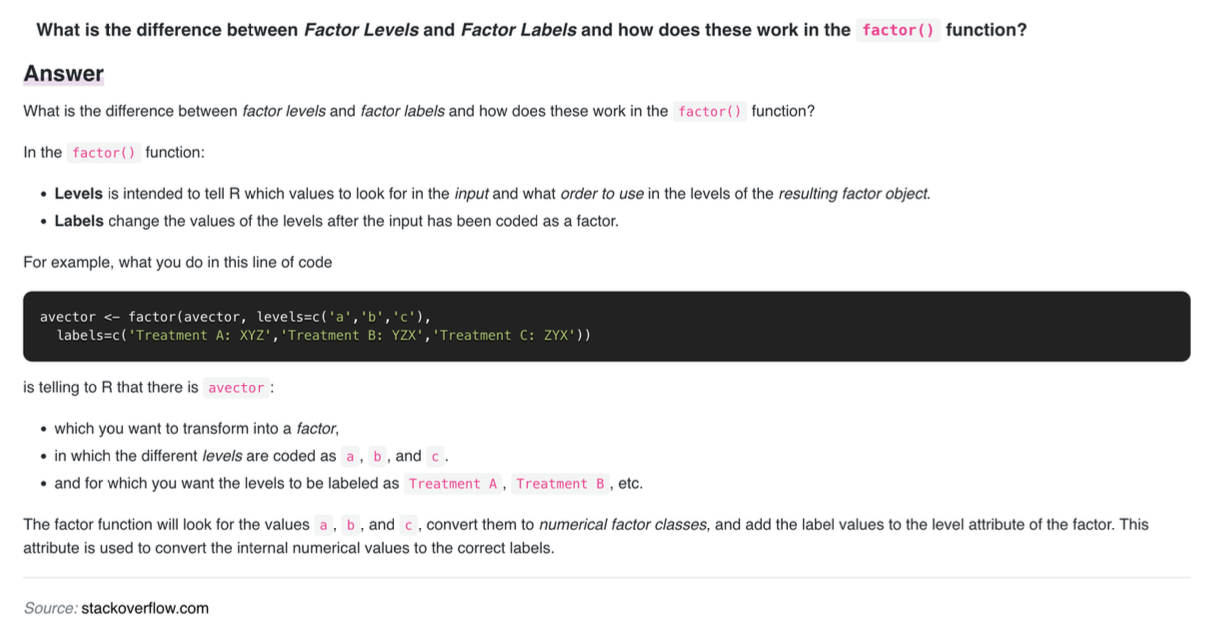 What is the difference between Factor Levels and Factor Labels and how does these work in the factor() function?
Answer
What is the difference between factor levels and factor labels and how does these work in the factor() function?
In the factor() function:
• Levels is intended to tell R which values to look for in the input and what order to use in the levels of the resulting factor object.
• Labels change the values of the levels after the input has been coded as a factor.
For example, what you do in this line of code
avector <- factor(avector, levels=c('a','b','c'),
  labels=c('Treatment A: XYZ','Treatment B: YZX','Treatment C: ZYX'))
is telling to R that there is avector :
• which you want to transform into a factor,
• in which the different levels are coded as a , b , and c .
• and for which you want the levels to be labeled as Treatment A , Treatment B , etc.
The factor function will look for the values a , b , and c , convert them to numerical factor classes, and add the label values to the level attribute of the factor. This
attribute is used to convert the internal numerical values to the correct labels.
Source: stackoverflow.com